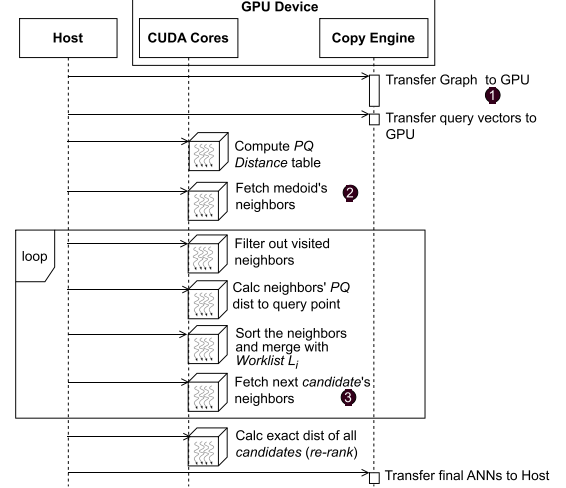 GPU Device
Host
CUDA Cores
Copy Engine
Transfer Graph to GPU
1
Transfer query vectors to
GPU
Compute PQ
Distance table
Fetch medoid's
neighbors
2
loop
Filter out visited
neighbors
Calc neighbors' PQ
dist to query point
Sort the neighbors
and merge with
Worklist Li
Fetch next candidate's
neighbors
3
Calc exact dist of all
candidates (re-rank)
Transfer final ANNs to Host